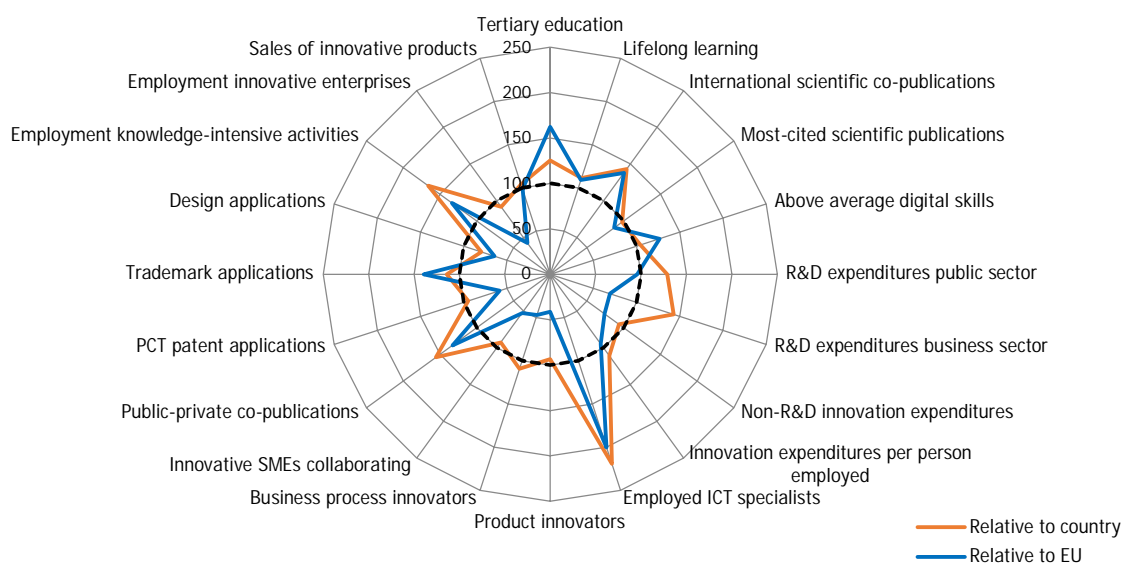 Tertiary education
Sales of innovative products
Lifelong learning
Employment innovative enterprises
International scientific co-publications
Employment knowledge-intensive activities
Most-cited scientific publications
Design applications
Above average digital skills
Trademark applications
R&D expenditures public sector
PCT patent applications
R&D expenditures business sector
Public-private co-publications
Non-R&D innovation expenditures
Innovative SMEs collaborating
Innovation expenditures per person
employed
Business process innovators
Employed ICT specialists
Product innovators
250
200
150
100
50
0
Relative to country
Relative to EU